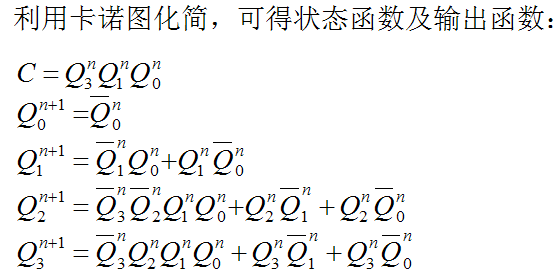 利用卡诺图化简，可得状态函数及输出函数：
C = Q₃ⁿQ₁ⁿQ₀ⁿ
Q₀ⁿ⁺¹ = Q̅₀ⁿ
Q₁ⁿ⁺¹ = Q̅₁ⁿQ₀ⁿ+Q₁ⁿQ̅₀ⁿ
Q₂ⁿ⁺¹ = Q̅₃ⁿQ̅₂ⁿQ₁ⁿQ₀ⁿ+Q₂ⁿQ̅₁ⁿ + Q₂ⁿQ̅₀ⁿ
Q₃ⁿ⁺¹ = Q̅₃ⁿQ₂ⁿQ₁ⁿQ₀ⁿ + Q₃ⁿQ̅₁ⁿ + Q₃ⁿQ̅₀ⁿ